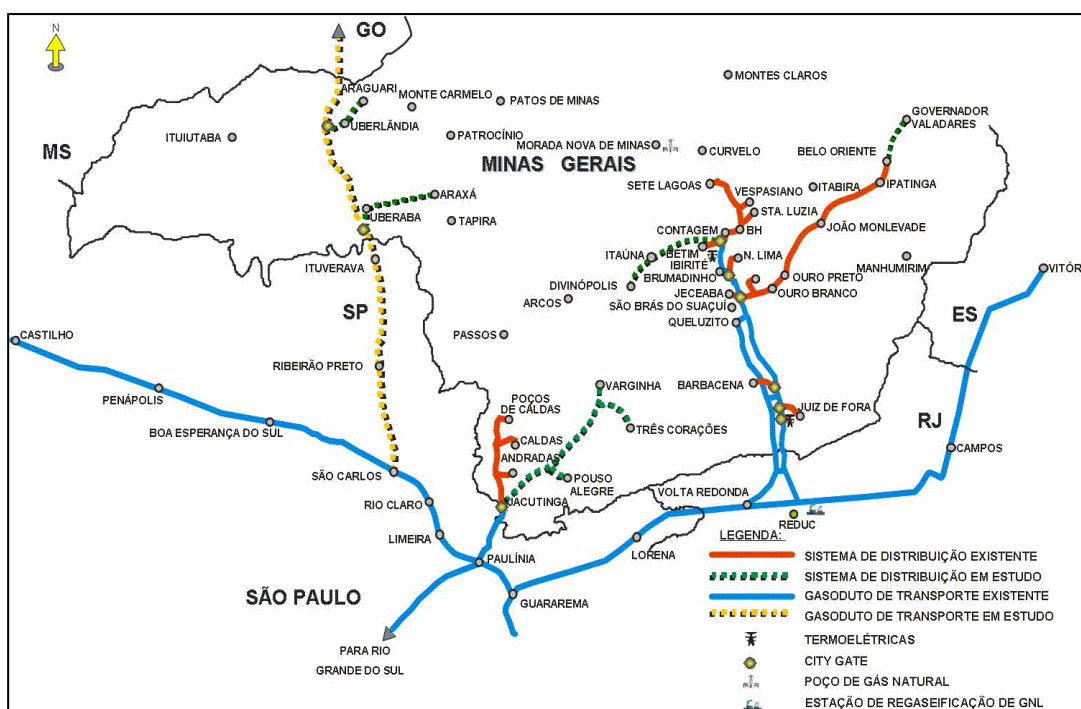 N
GO
ARAGUARI
MONTE CARMELO
PATOS DE MINAS
MONTES CLAROS
ITUIUTABA
UBERLÂNDIA
PATROCÍNIO
MORADA NOVA DE MINAS
CURVELO
GOVERNADOR
VALADARES
MS
MINAS GERAIS
BELO ORIENTE
SETE LAGOAS
VESPASIANO
ITABIRA
IPATINGA
ARAXÁ
UBERABA
TAPIRA
STA. LUZIA
CONTAGEM
BH
JOÃO MONLEVADE
ITUVERAVA
ITAÚNA
BETIM
IBIRITÉ
N. LIMA
MANHUMIRIM
VITÓR
BRUMADINHO
OURO PRETO
DIVINÓPOLIS
JECEABA
OURO BRANCO
ARCOS
SÃO BRÁS DO SUAÇUÍ
SP
ES
QUELUZITO
CASTILHO
PASSOS
RIBEIRÃO PRETO
PENÁPOLIS
VARGINHA
BARBACENA
POÇOS
DE CALDAS
JUIZ DE FORA
BOA ESPERANÇA DO SUL
TRÊS CORAÇÕES
RJ
CALDAS
CAMPOS
ANDRADAS
SÃO CARLOS
POUSO
ALEGRE
VOLTA REDONDA
JACUTINGA
RIO CLARO
REDUC
LIMEIRA
LORENA
LEGENDA:
PAULÍNIA
SISTEMA DE DISTRIBUIÇÃO EXISTENTE
SISTEMA DE DISTRIBUIÇÃO EM ESTUDO
SÃO PAULO
GUARAREMA
GASODUTO DE TRANSPORTE EXISTENTE
GASODUTO DE TRANSPORTE EM ESTUDO
TERMOELÉTRICAS
PARA RIO
GRANDE DO SUL
CITY GATE
POÇO DE GÁS NATURAL
ESTAÇÃO DE REGASEIFICAÇÃO DE GNL